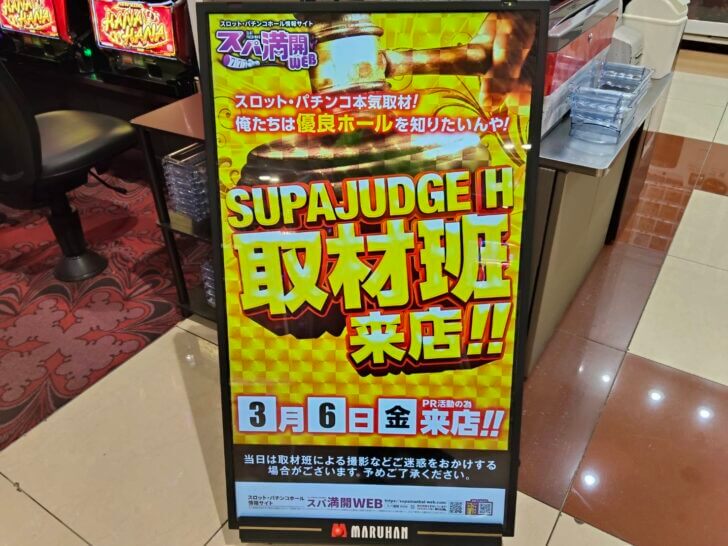 スロット・パチンコホール情報サイト
スパ満開
WEB
スロット・パチンコ本気取材!
俺たちは優良ホールを知りたいんや!
SUPAJUDGE H
取材班
来店!!
3月6日金 PR活動の為 来店!!
当日は取材班による撮影などご迷惑をおかけする
場合がございます。予めご了承ください。
スロット・パチンコホール
情報サイト
スパ満開WEB
MARUHAN
HANA
HANA